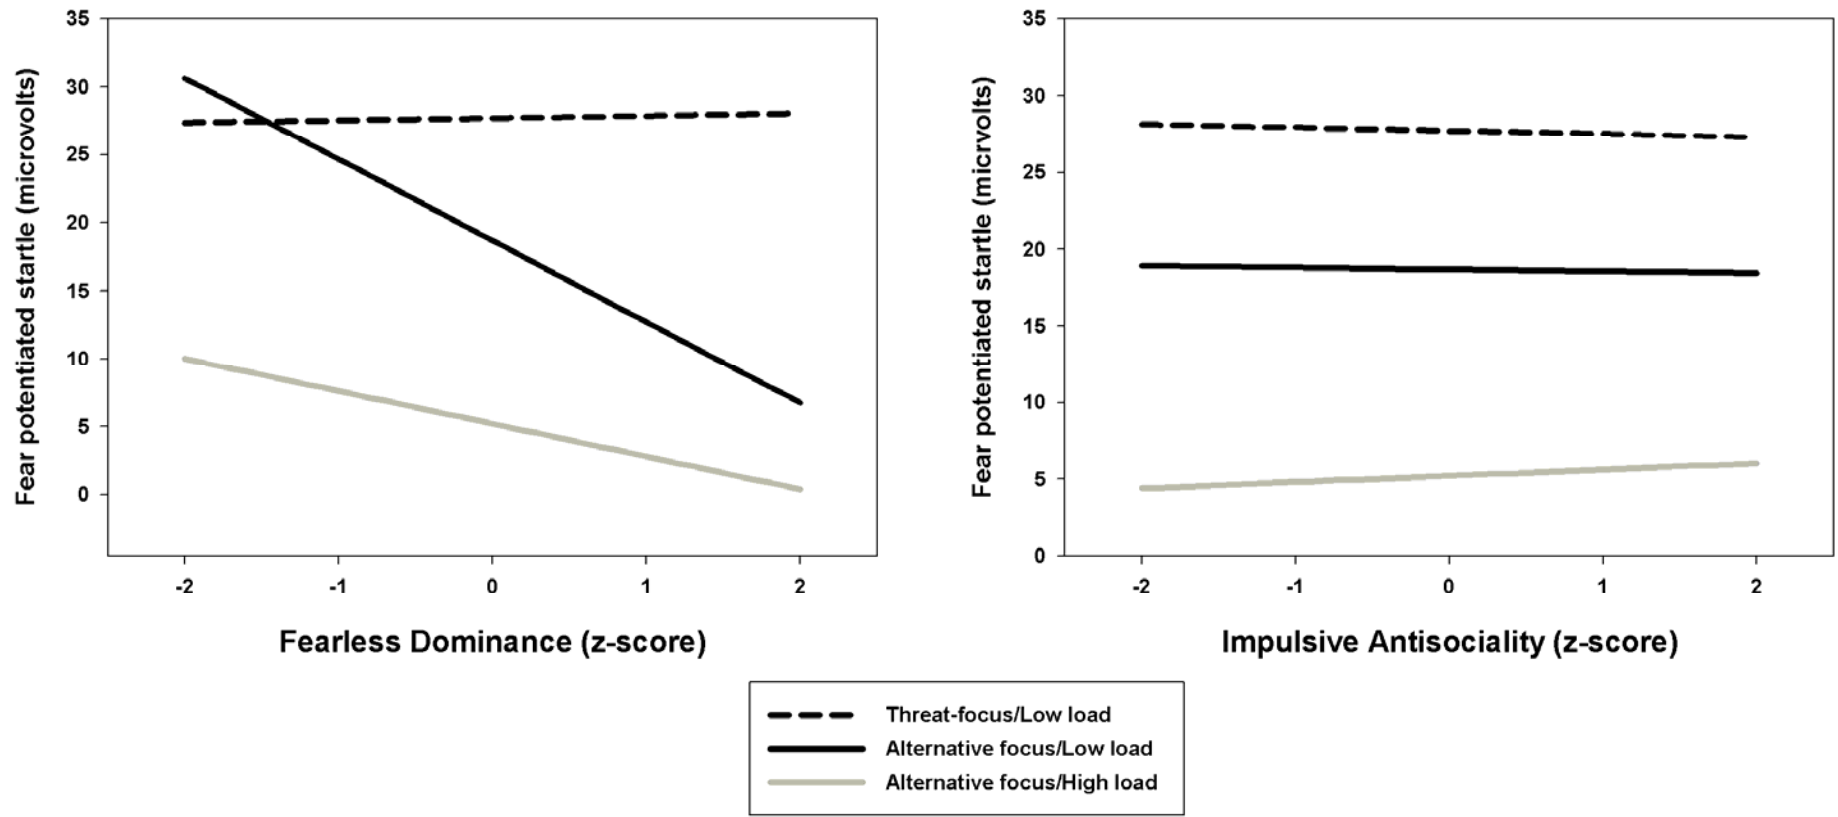 Fear potentiated startle (microvolts)
35
30
25
20
15
10
5
0
-2 -1 0 1 2
Fearless Dominance (z-score)
Fear potentiated startle (micrvolts)
35
30
25
20
15
10
5
0
-2 -1 0 1 2
Impulsive Antisociality (z-score)
Threat-focus/Low load
Alternative focus/Low load
Alternative focus/High load